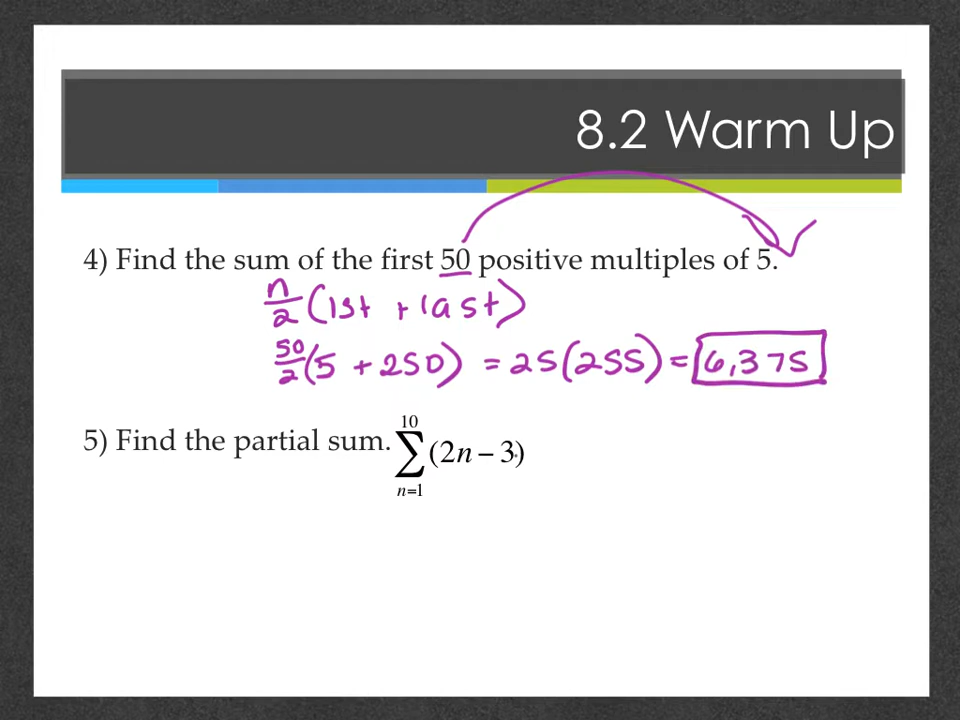 8.2 Warm Up
4) Find the sum of the first 50 positive multiples of 5.
n/2 (1st + last)
50/2 (5 + 250) = 25(255) = 6,375
5) Find the partial sum. ∑_{n=1}^{10} (2n – 3)